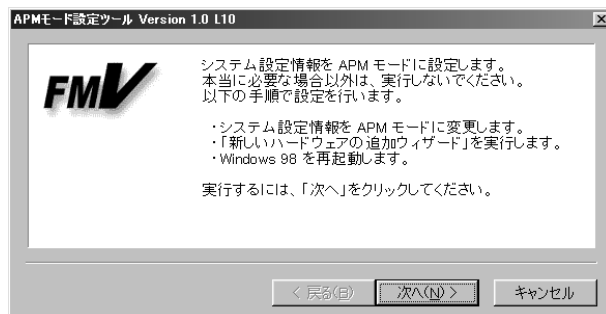 APMモード設定ツール Version 1.0 L10
FMV
システム設定情報を APM モードに設定します。
本当に必要な場合以外は、実行しないでください。
以下の手順で設定を行います。
・システム設定情報を APM モードに変更します。
・「新しいハードウェアの追加ウィザード」を実行します。
・Windows 98 を再起動します。
実行するには、「次へ」をクリックしてください。
< 戻る(B)
次へ(N) >
キャンセル